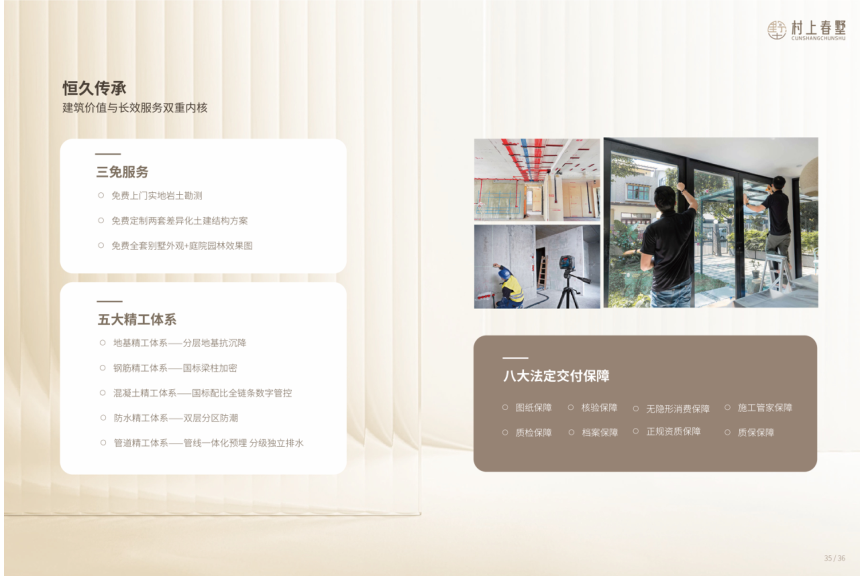 村上春墅
CUNSHANGCHUNSHU
恒久传承
建筑价值与长效服务双重内核
三免服务
免费上门实地岩土勘测
免费定制两套差异化土建结构方案
免费全套别墅外观+庭院园林效果图
五大精工体系
地基精工体系——分层地基抗沉降
钢筋精工体系——国标梁柱加密
混凝土精工体系——国标配比全链条数字管控
防水精工体系——双层分区防潮
管道精工体系——管线一体化预埋 分级独立排水
八大法定交付保障
图纸保障 核验保障 无隐形消费保障 施工管家保障
质检保障 档案保障 正规资质保障 质保保障
35 / 36